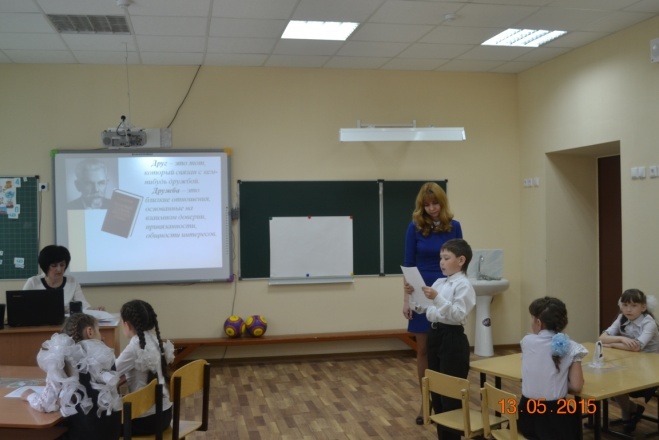 Друг – это тот,
который связан с кем-
нибудь дружбой.
Дружба – это
близкие отношения,
основанные на
взаимном доверии,
привязанности,
общности интересов
13.05.2015